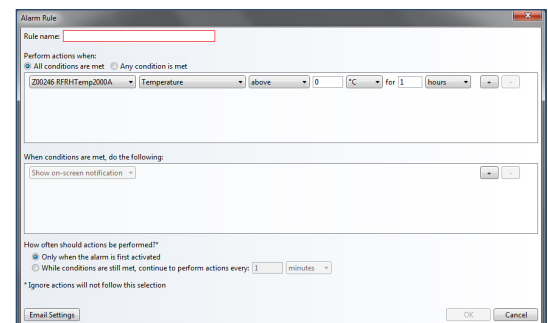 Alarm Rule
Rule name:
Perform actions when:
All conditions are met Any condition is met
Z00246 RFRHTemp2000A Temperature above 0 °C for 1 hours + -
When conditions are met, do the following:
Show on-screen notification + -
How often should actions be performed?*
Only when the alarm is first activated
While conditions are still met, continue to perform actions every: 1 minutes
* Ignore actions will not follow this selection
Email Settings OK Cancel